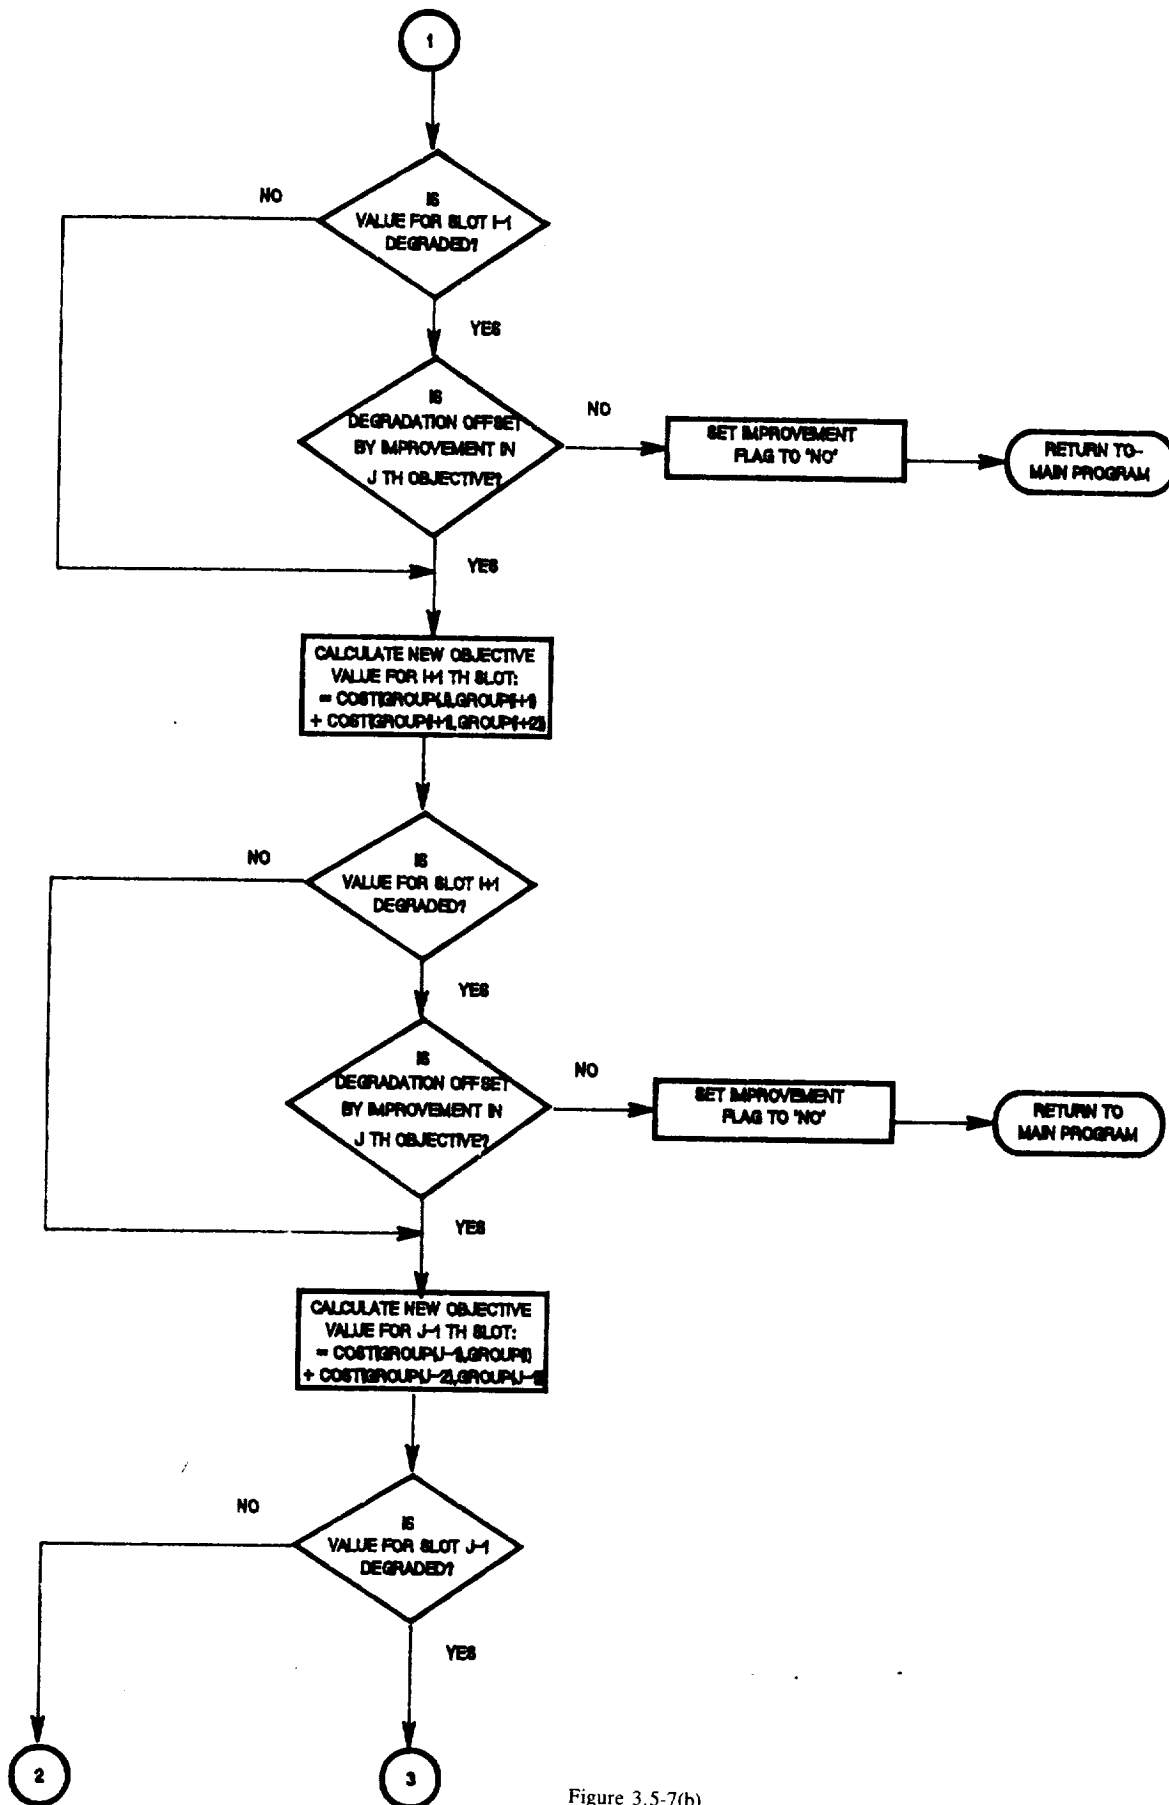 1
NO
IS
VALUE FOR SLOT I-1
DEGRADED?
YES
IS
DEGRADATION OFFSET
BY IMPROVEMENT IN
J TH OBJECTIVE?
NO
SET IMPROVEMENT
FLAG TO "NO"
RETURN TO-
MAIN PROGRAM
YES
CALCULATE NEW OBJECTIVE
VALUE FOR I+1 TH SLOT:
= COST(GROUP(J),GROUP(I+1)
+ COST(GROUP(I+1),GROUP(I+2))
NO
IS
VALUE FOR SLOT I+1
DEGRADED?
YES
IS
DEGRADATION OFFSET
BY IMPROVEMENT IN
J TH OBJECTIVE?
NO
SET IMPROVEMENT
FLAG TO "NO"
RETURN TO
MAIN PROGRAM
YES
CALCULATE NEW OBJECTIVE
VALUE FOR J-1 TH SLOT:
= COST(GROUP(J-1),GROUP(I)
+ COST(GROUP(J-2),GROUP(J-1))
NO
IS
VALUE FOR SLOT J-1
DEGRADED?
YES
2
3
Figure 3.5-7(b)